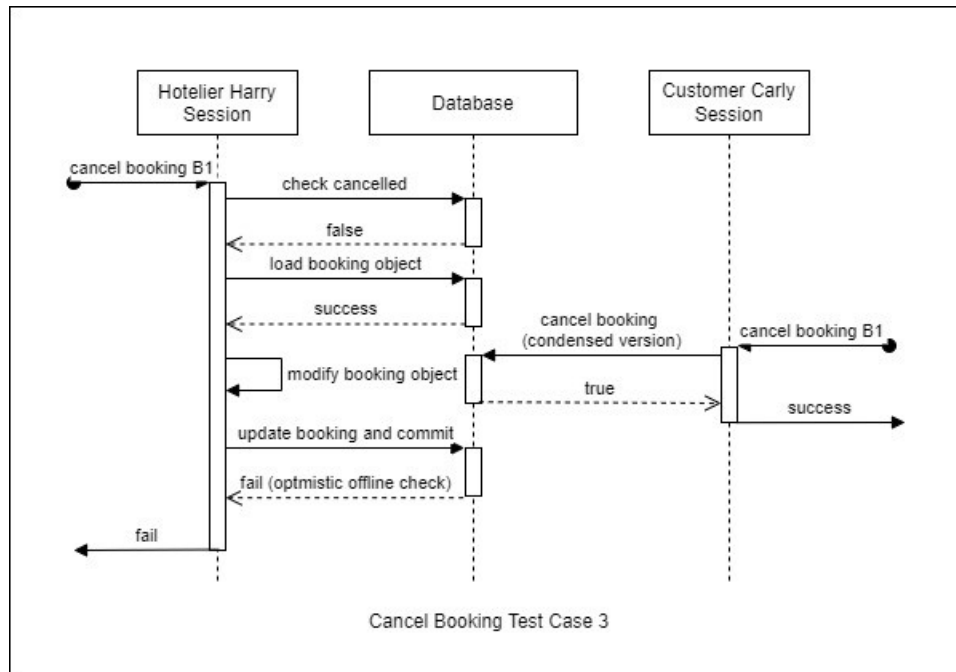 Hotelier Harry
Session
Database
Customer Carly
Session
cancel booking B1
check cancelled
false
load booking object
success
cancel booking
(condensed version)
cancel booking B1
modify booking object
true
success
update booking and commit
fail (optmistic offline check)
fail
Cancel Booking Test Case 3